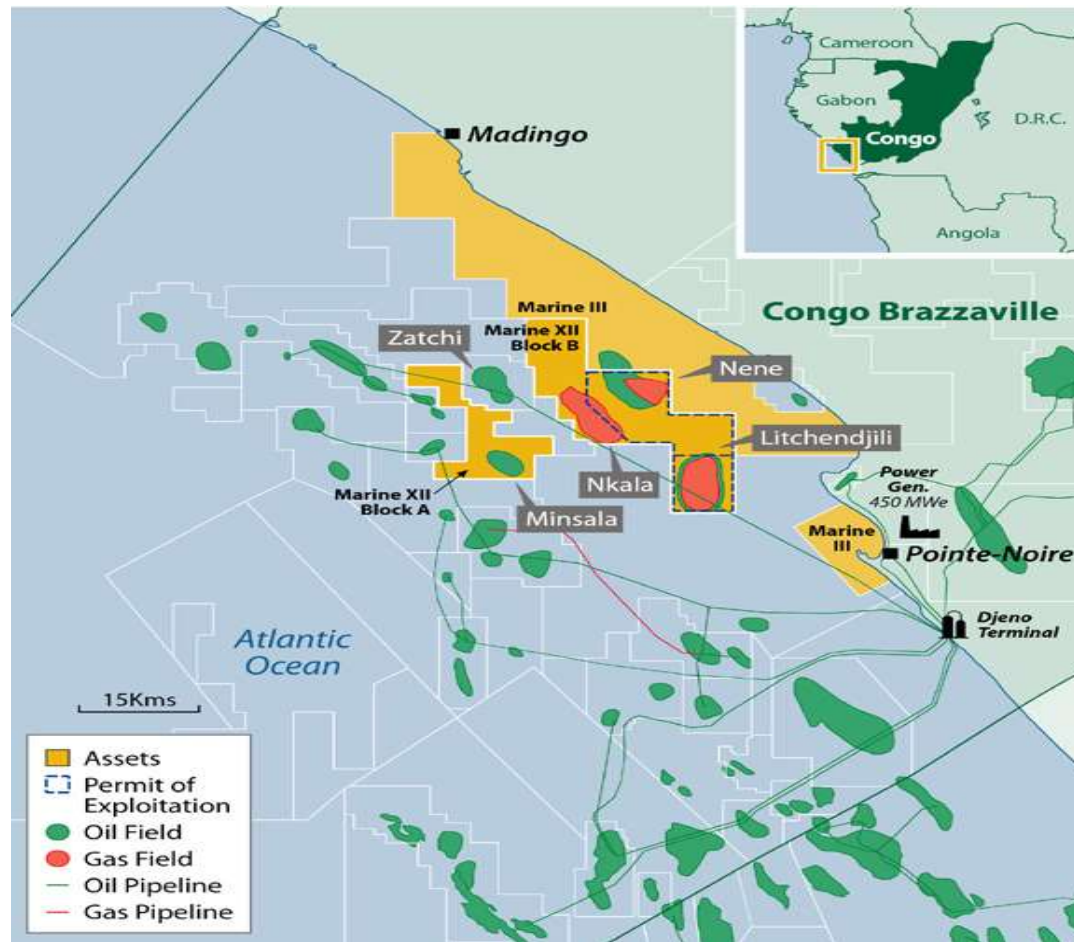 Cameroon
Gabon
Congo
D.R.C.
Angola
Madingo
Congo Brazzaville
Marine III
Marine XII
Block B
Zatchi
Nene
Litchendjili
Nkala
Marine XII
Block A
Minsala
Power
Gen.
450 MWe
Marine
III
Pointe-Noire
Djeno
Terminal
Atlantic
Ocean
15Kms
Assets
Permit of
Exploitation
Oil Field
Gas Field
Oil Pipeline
Gas Pipeline